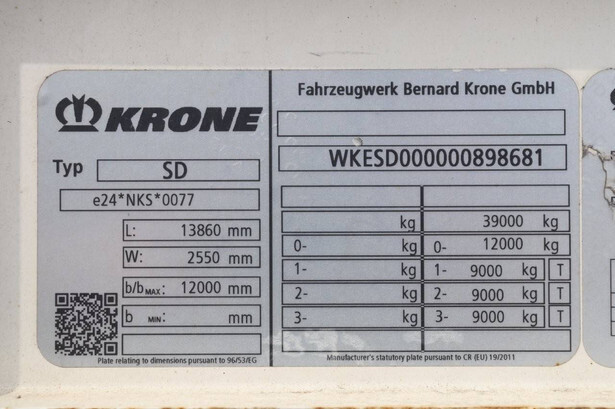 KRONE
Typ SD
e24*NKS*0077
L: 13860 mm
W: 2550 mm
b/b MAX: 12000 mm
b MIN: mm
Plate relating to dimensions pursuant to 96/53/EG
Fahrzeugwerk Bernard Krone GmbH
WKESD000000898681
kg 39000 kg
0- kg 0- 12000 kg
1- kg 1- 9000 kg T
2- kg 2- 9000 kg T
3- kg 3- 9000 kg T
Manufacturer's statutory plate pursuant to CR (EU) 19/2011